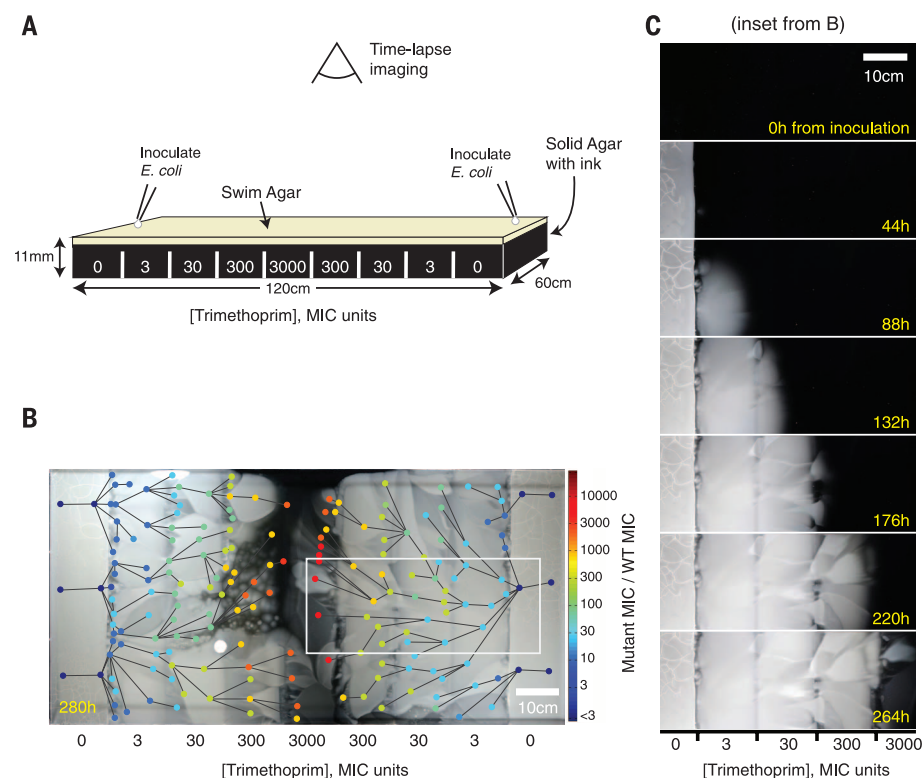 A
Time-lapse
imaging
Inoculate
E. coli
Swim Agar
Inoculate
E. coli
Solid Agar
with ink
11mm
0 3 30 300 3000 300 30 3 0
120cm
60cm
[Trimethoprim], MIC units
B
280h
10cm
0 3 30 300 3000 300 30 3 0
[Trimethoprim], MIC units
10000
3000
1000
300
100
30
10
3
<3
Mutant MIC / WT MIC
C
(inset from B)
10cm
0h from inoculation
44h
88h
132h
176h
220h
264h
0 3 30 300 3000
[Trimethoprim], MIC units